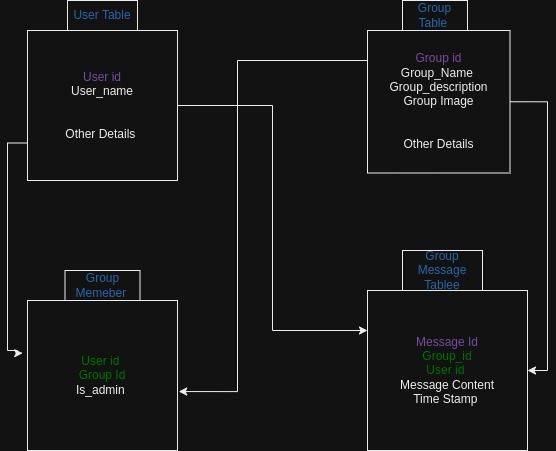 User Table
User id
User_name
Other Details
Group
Table
Group id
Group_Name
Group_description
Group Image
Other Details
Group
Memeber
User id
Group Id
Is_admin
Group
Message
Tablee
Message Id
Group_id
User id
Message Content
Time Stamp